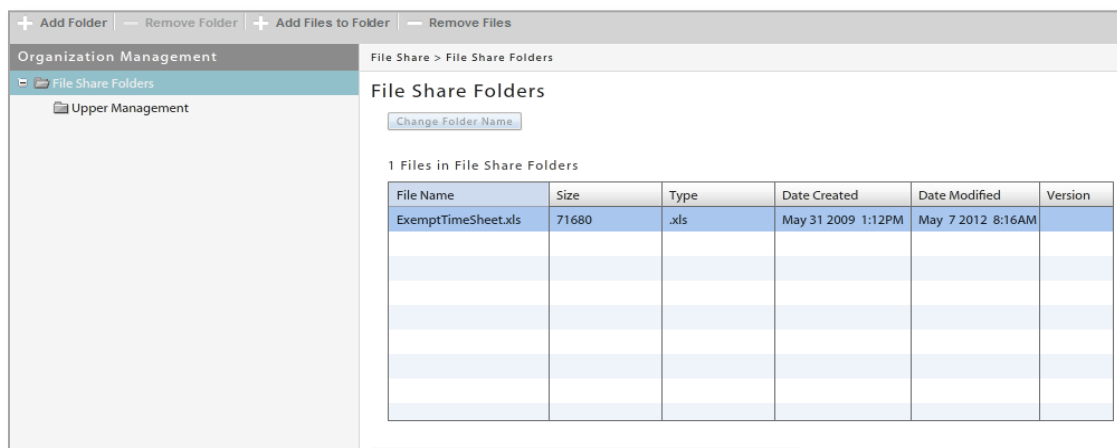 Add Folder Remove Folder Add Files to Folder Remove Files
Organization Management
File Share Folders
Upper Management
File Share > File Share Folders
File Share Folders
Change Folder Name
1 Files in File Share Folders
File Name Size Type Date Created Date Modified Version
ExemptTimeSheet.xls 71680 .xls May 31 2009 1:12PM May 7 2012 8:16AM